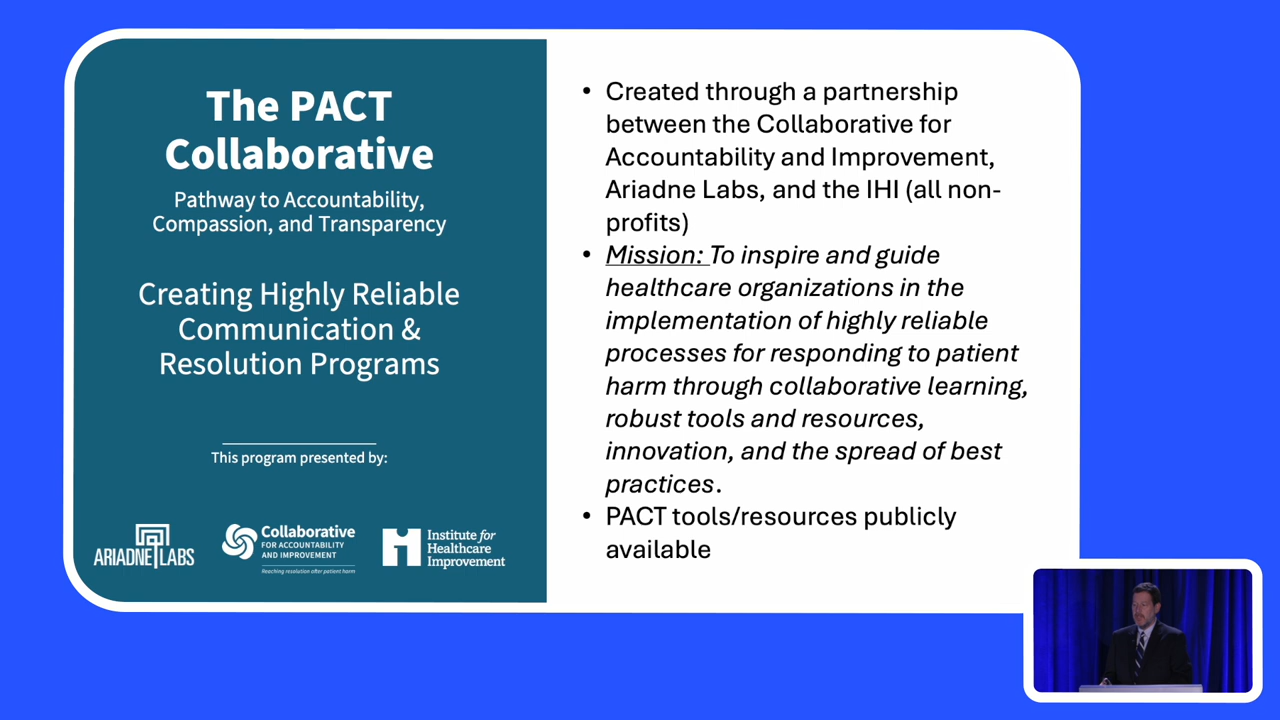 The PACT
Collaborative
Pathway to Accountability,
Compassion, and Transparency
Creating Highly Reliable
Communication &
Resolution Programs
This program presented by:
ARIADNE LABS
Collaborative
FOR ACCOUNTABILITY
AND IMPROVEMENT
Reaching resolution after patient harm
Institute for
Healthcare
Improvement
• Created through a partnership
between the Collaborative for
Accountability and Improvement,
Ariadne Labs, and the IHI (all non-
profits)
• Mission: To inspire and guide
healthcare organizations in the
implementation of highly reliable
processes for responding to patient
harm through collaborative learning,
robust tools and resources,
innovation, and the spread of best
practices.
• PACT tools/resources publicly
available